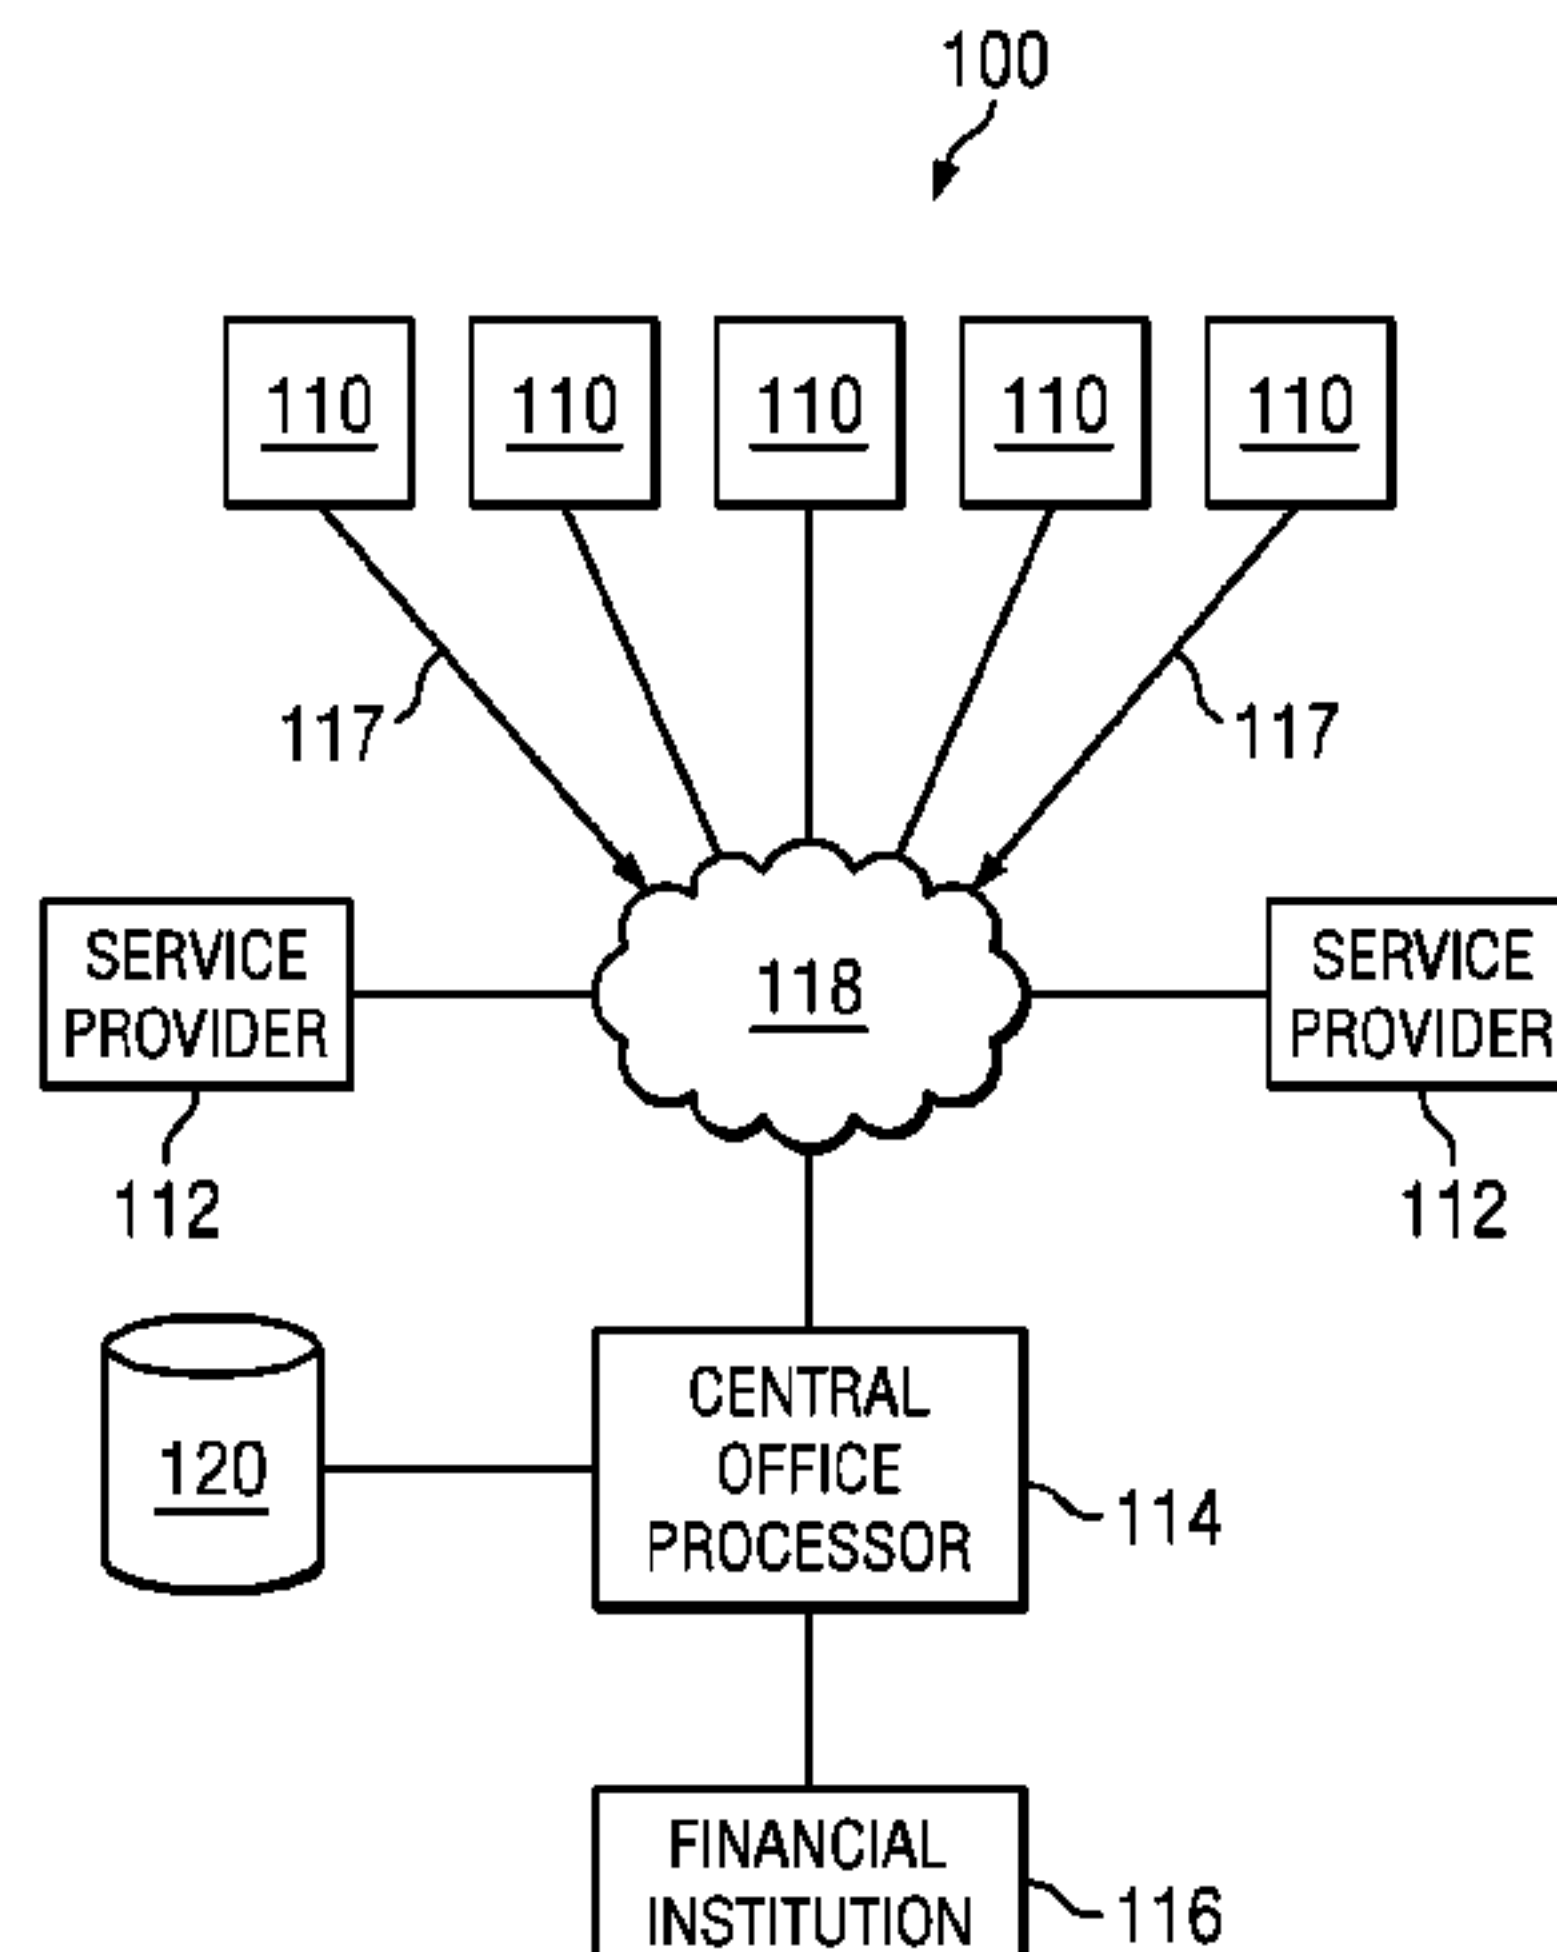 100
110 110 110 110 110
117 117
SERVICE
PROVIDER
118
SERVICE
PROVIDER
112 112
120
CENTRAL
OFFICE
PROCESSOR
114
FINANCIAL
INSTITUTION
116